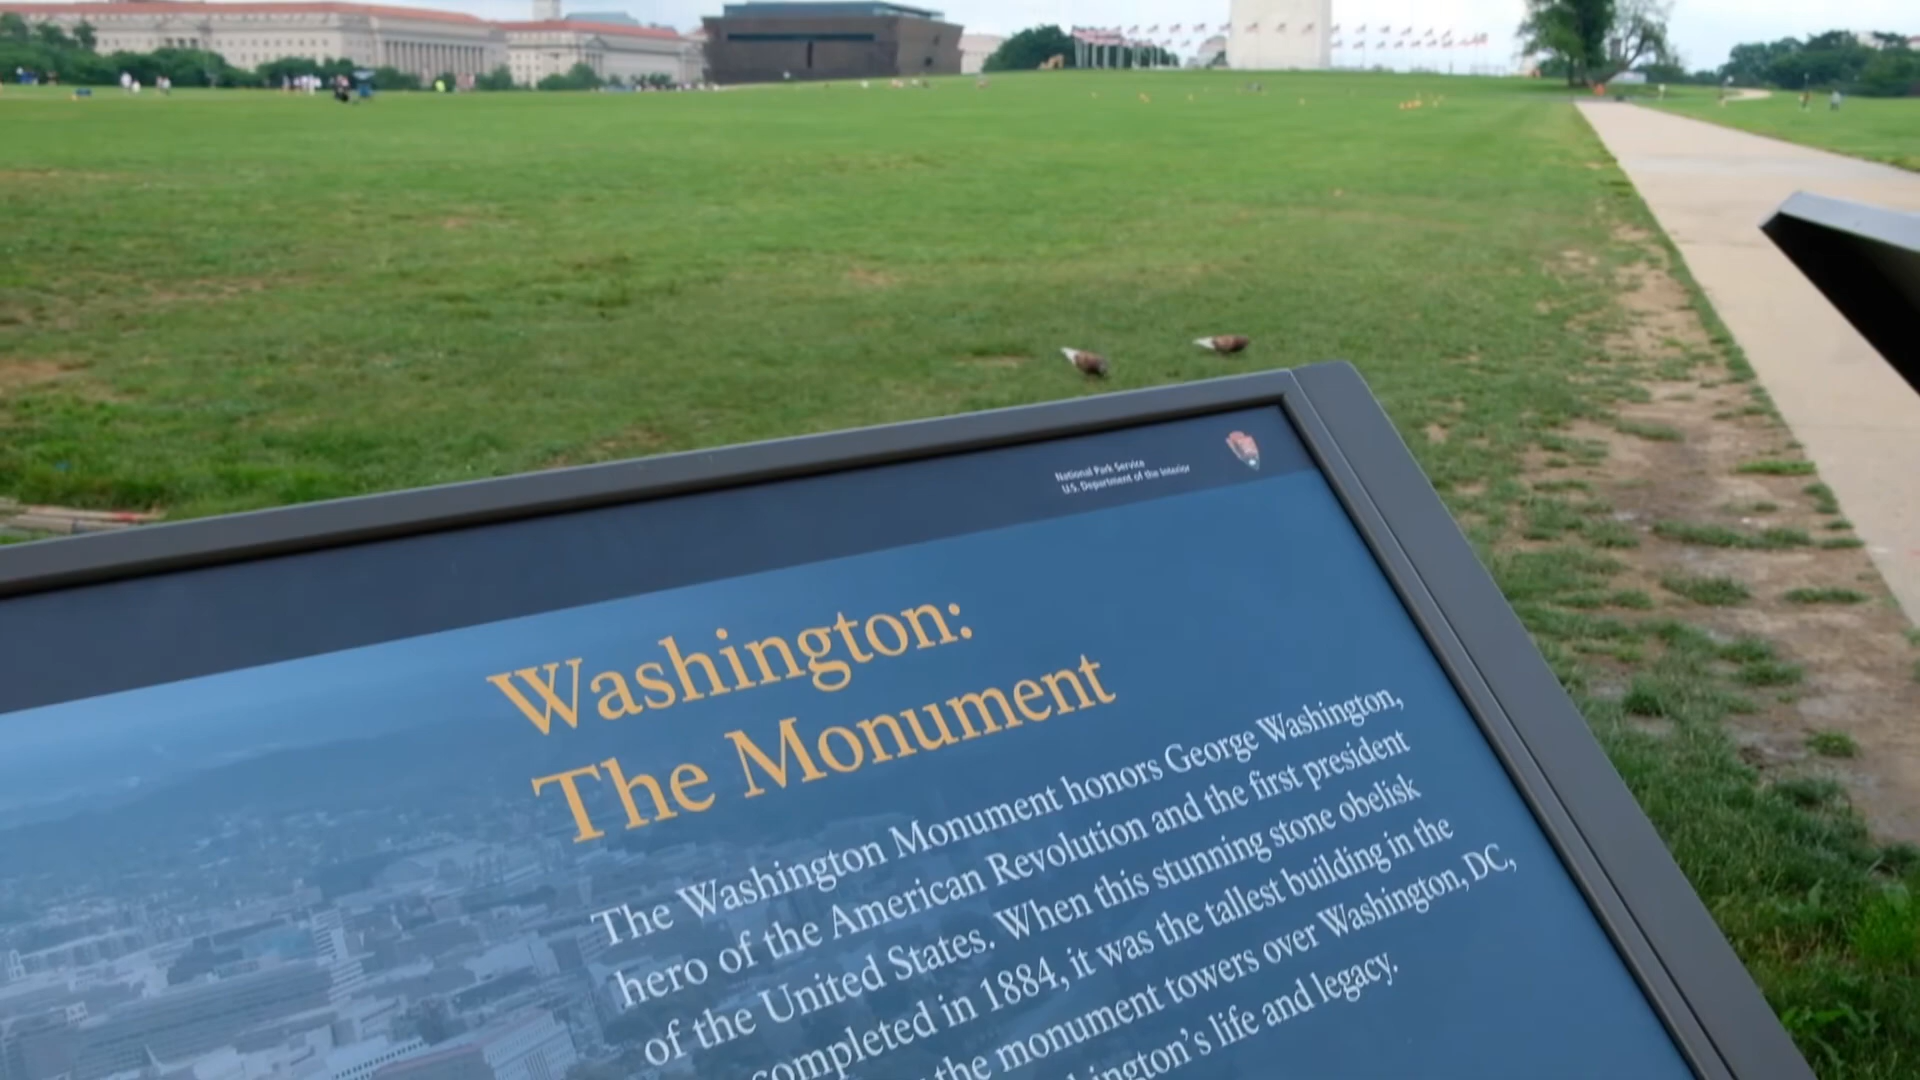 National Park Service
U.S. Department of the Interior
Washington:
The Monument
The Washington Monument honors George Washington,
hero of the American Revolution and the first president
of the United States. When this stunning stone obelisk
completed in 1884, it was the tallest building in the
the monument towers over Washington, DC,
hington's life and legacy.